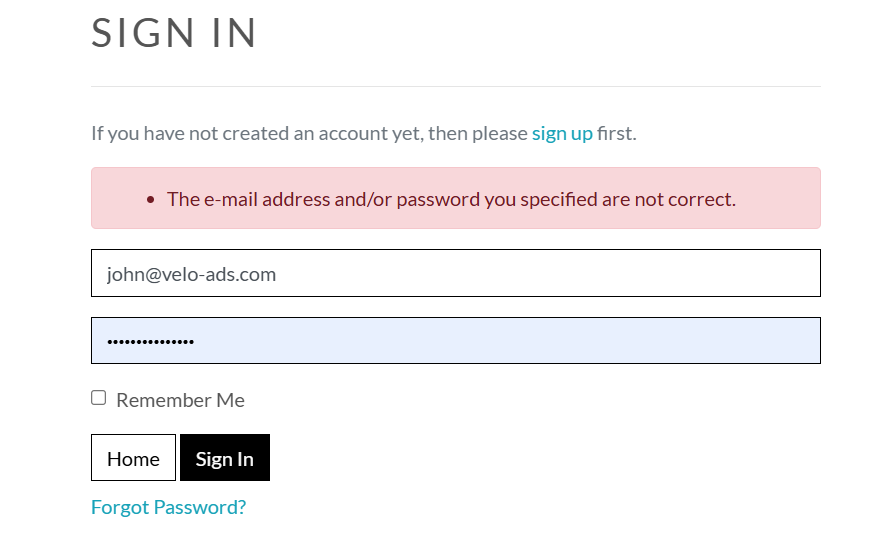 SIGN IN
If you have not created an account yet, then please sign up first.
• The e-mail address and/or password you specified are not correct.
john@velo-ads.com
•••••••••••••••
Remember Me
Home Sign In
Forgot Password?